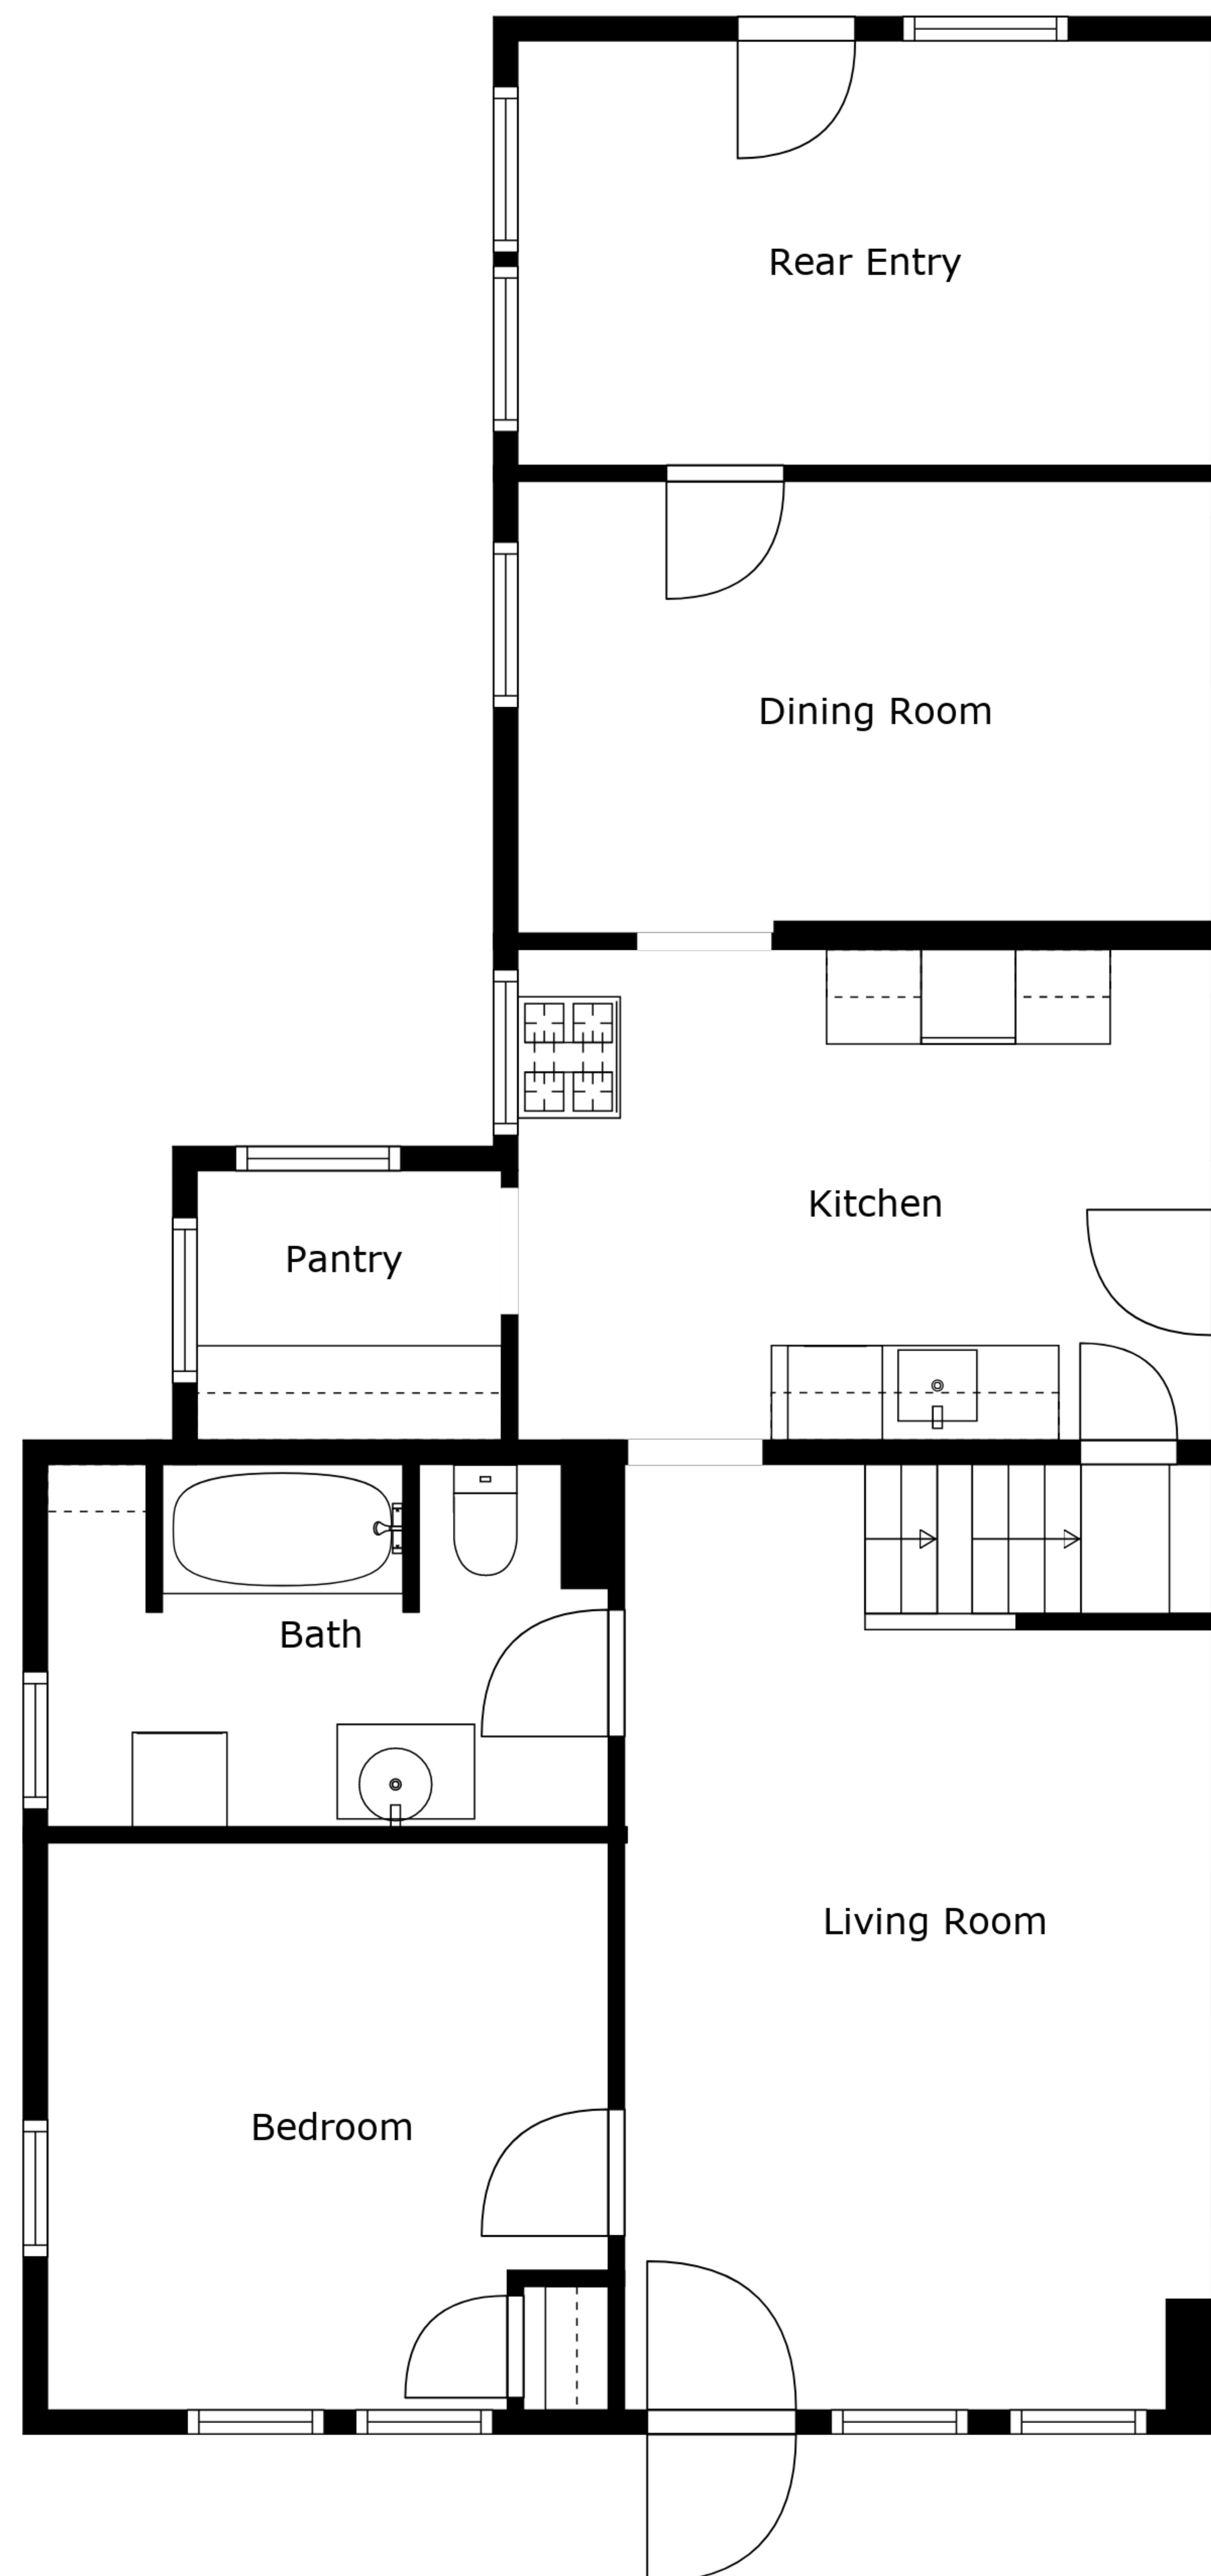 Rear Entry
Dining Room
Kitchen
Pantry
Bath
Living Room
Bedroom